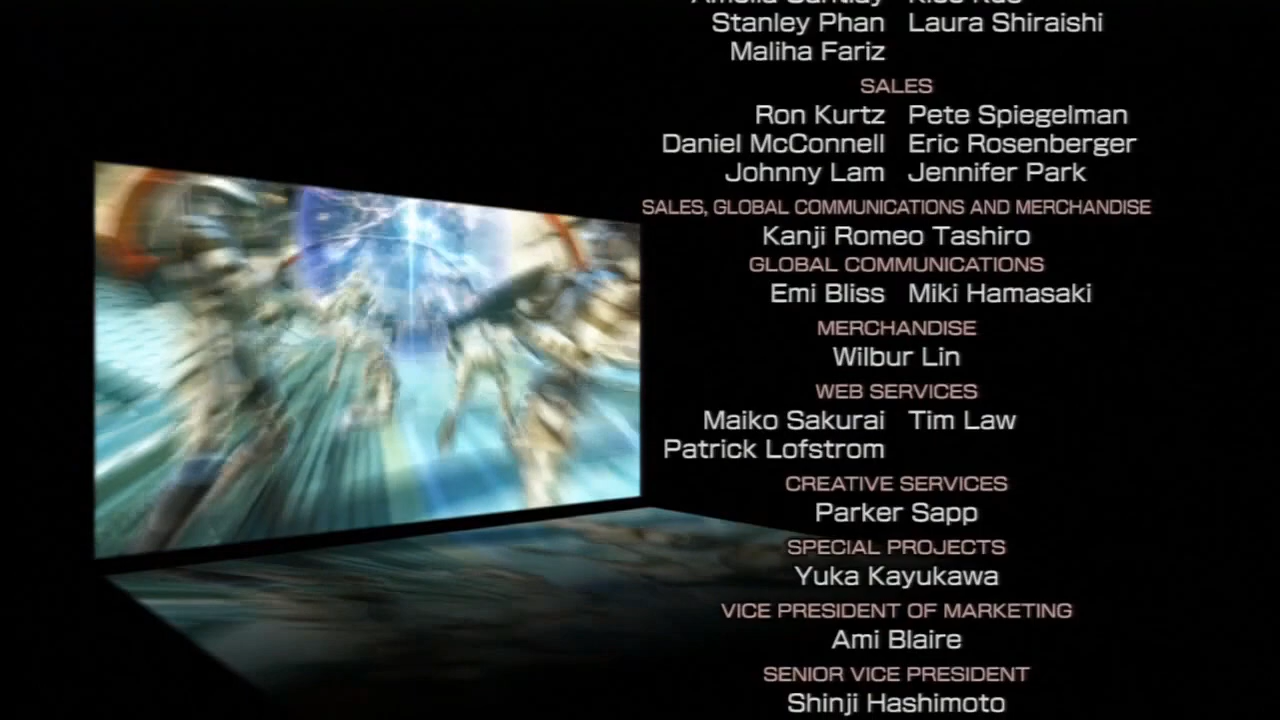 Stanley Phan Laura Shiraishi
Maliha Fariz
SALES
Ron Kurtz Pete Spiegelman
Daniel McConnell Eric Rosenberger
Johnny Lam Jennifer Park
SALES, GLOBAL COMMUNICATIONS AND MERCHANDISE
Kanji Romeo Tashiro
GLOBAL COMMUNICATIONS
Emi Bliss Miki Hamasaki
MERCHANDISE
Wilbur Lin
WEB SERVICES
Maiko Sakurai Tim Law
Patrick Lofstrom
CREATIVE SERVICES
Parker Sapp
SPECIAL PROJECTS
Yuka Kayukawa
VICE PRESIDENT OF MARKETING
Ami Blaire
SENIOR VICE PRESIDENT
Shinji Hashimoto